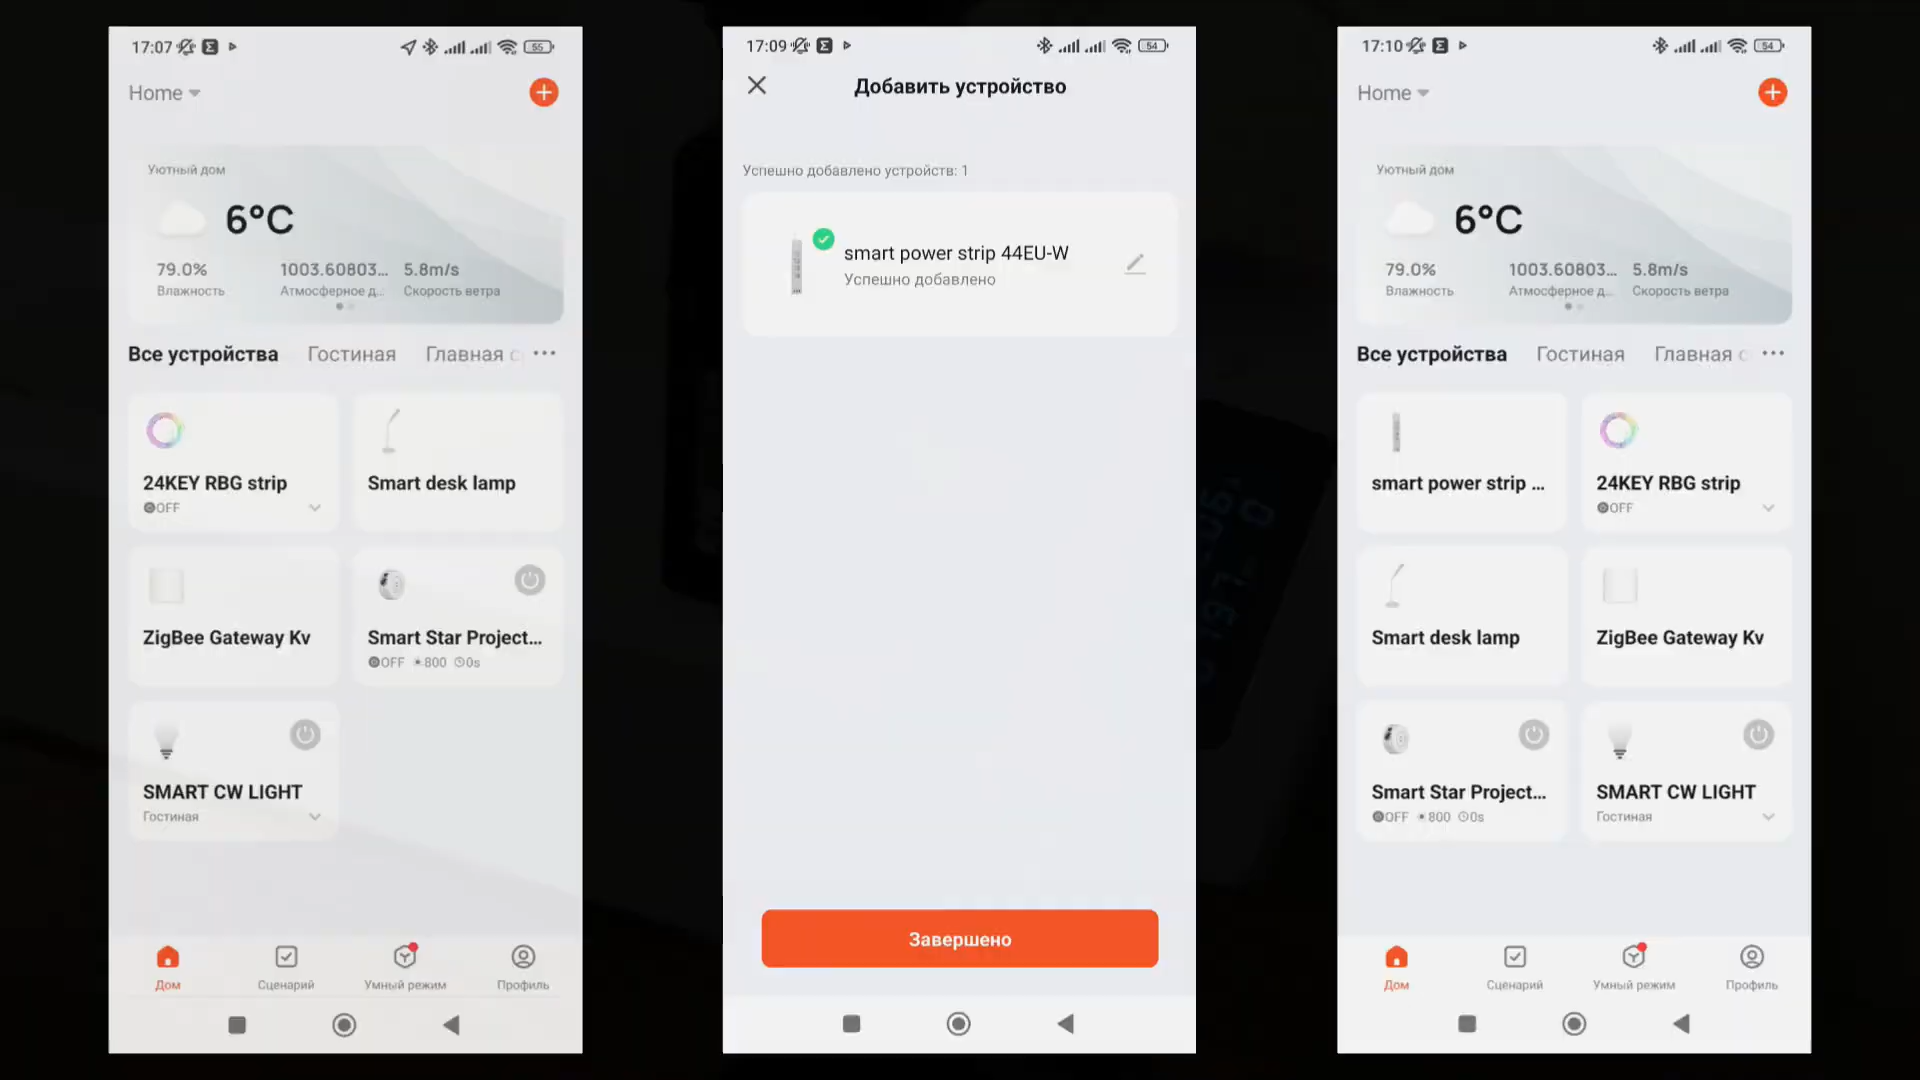 17:07
55
Home
Уютный дом
6°C
79.0% 1003.60803... 5.8m/s
Влажность Атмосферное д... Скорость ветра
Все устройства Гостиная Главная
24KEY RBG strip
OFF
Smart desk lamp
ZigBee Gateway Kv
Smart Star Project...
OFF 800 0s
SMART CW LIGHT
Гостиная
Дом Сценарий Умный режим Профиль
17:09
54
Добавить устройство
Успешно добавлено устройств: 1
smart power strip 44EU-W
Успешно добавлено
Завершено
17:10
54
Home
Уютный дом
6°C
79.0% 1003.60803... 5.8m/s
Влажность Атмосферное д... Скорость ветра
Все устройства Гостиная Главная
smart power strip ...
24KEY RBG strip
OFF
Smart desk lamp
ZigBee Gateway Kv
Smart Star Project...
OFF 800 0s
SMART CW LIGHT
Гостиная
Дом Сценарий Умный режим Профиль